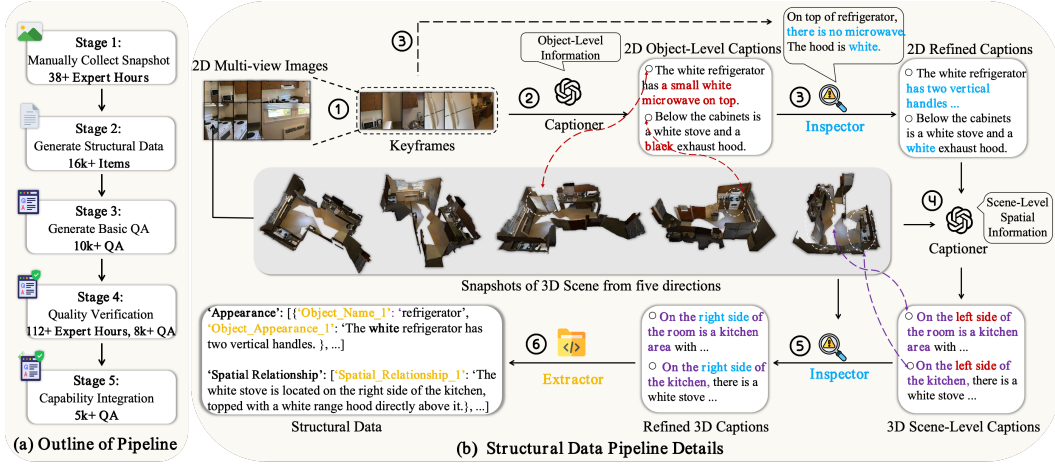 Stage 1:
Manually Collect Snapshot
38+ Expert Hours
Stage 2:
Generate Structural Data
16k+ Items
Stage 3:
Generate Basic QA
10k+ QA
Stage 4:
Quality Verification
112+ Expert Hours, 8k+ QA
Stage 5:
Capability Integration
5k+ QA
(a) Outline of Pipeline
2D Multi-view Images
1
Keyframes
3
Object-Level
Information
2
Captioner
2D Object-Level Captions
The white refrigerator
has a small white
microwave on top.
Below the cabinets is
a white stove and a
black exhaust hood.
On top of refrigerator,
there is no microwave.
The hood is white.
3
Inspector
2D Refined Captions
The white refrigerator
has two vertical
handles ...
Below the cabinets
is a white stove and a
white exhaust hood.
4
Captioner
Scene-Level
Spatial
Information
Snapshots of 3D Scene from five directions
On the left side of
the room is a kitchen
area with ...
On the left side of
the kitchen, there is a
white stove ...
3D Scene-Level Captions
5
Inspector
On the right side of
the room is a kitchen
area with ...
On the right side of
the kitchen, there is a
white stove ...
Refined 3D Captions
6
Extractor
'Appearance': [{'Object_Name_1': 'refrigerator',
'Object_Appearance_1': 'The white refrigerator has
two vertical handles. }, ...]
'Spatial Relationship': ['Spatial_Relationship_1': 'The
white stove is located on the right side of the kitchen,
topped with a white range hood directly above it.}, ...]
Structural Data
(b) Structural Data Pipeline Details